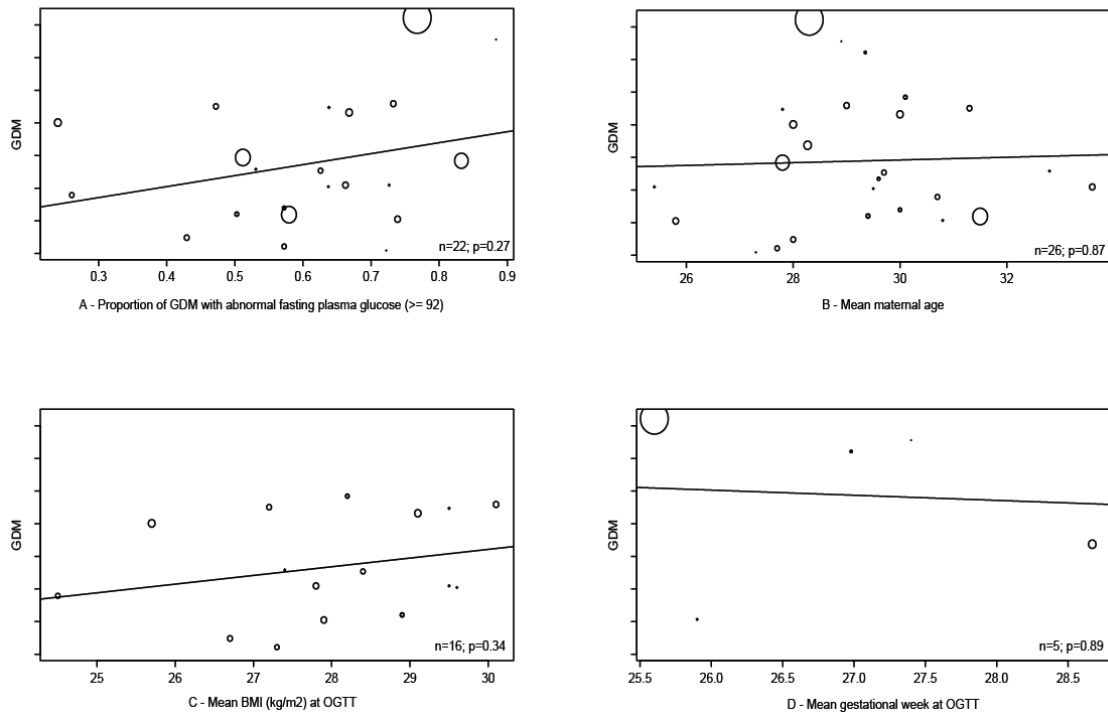 GDM
n=22; p=0.27
0.3 0.4 0.5 0.6 0.7 0.8 0.9
A - Proportion of GDM with abnormal fasting plasma glucose (>= 92)
GDM
n=26; p=0.87
26 28 30 32
B - Mean maternal age
GDM
n=16; p=0.34
25 26 27 28 29 30
C - Mean BMI (kg/m2) at OGTT
GDM
n=5; p=0.89
25.5 26.0 26.5 27.0 27.5 28.0 28.5
D - Mean gestational week at OGTT